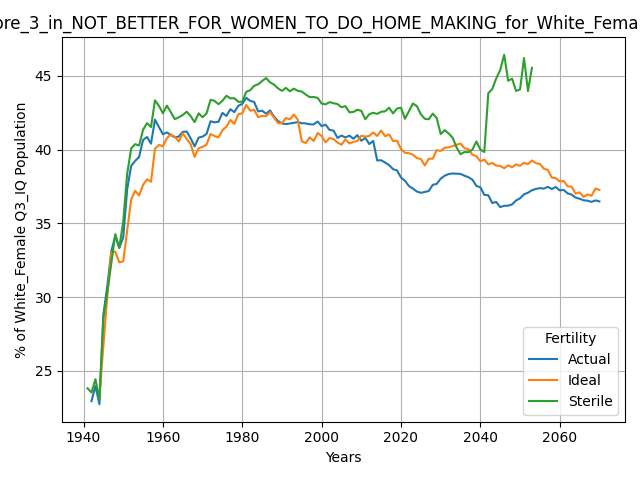 ore_3_in_NOT_BETTER_FOR_WOMEN_TO_DO_HOME_MAKING_for_White_Fema
% of White_Female Q3_IQ Population
45
40
35
30
25
1940 1960 1980 2000 2020 2040 2060
Years
Fertility
Actual
Ideal
Sterile